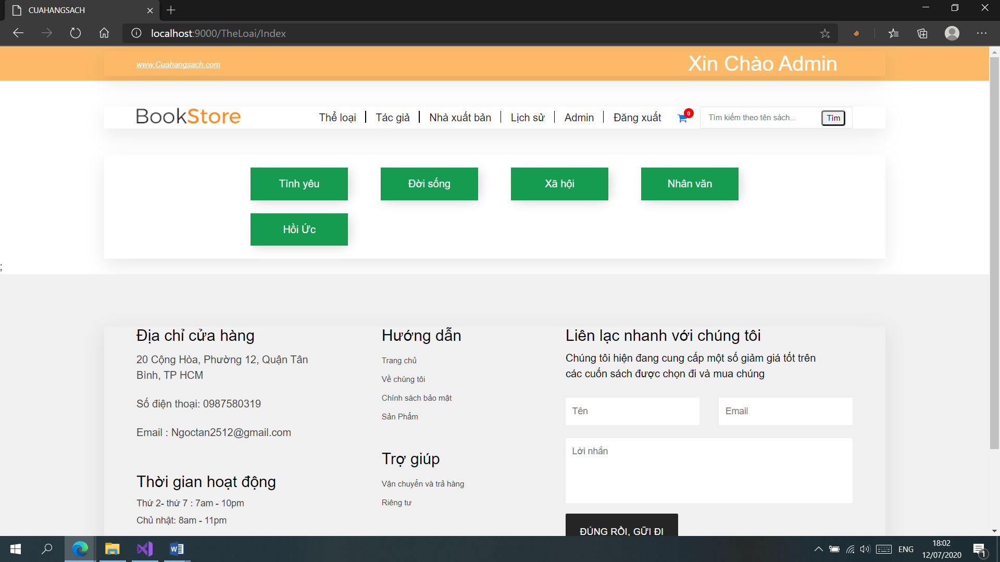 CUAHANGSACH
localhost:9000/TheLoai/Index
www.Cuahangsach.com
Xin Chào Admin
BookStore
Thể loại
Tác giả
Nhà xuất bản
Lịch sử
Admin
Đăng xuất
0
Tìm kiếm theo tên sách...
Tìm
Tình yêu
Đời sống
Xã hội
Nhân văn
Hồi Ức
;
Địa chỉ cửa hàng
20 Cộng Hòa, Phường 12, Quận Tân
Bình, TP HCM
Số điện thoại: 0987580319
Email : Ngoctan2512@gmail.com
Thời gian hoạt động
Thứ 2- thứ 7 : 7am - 10pm
Chủ nhật: 8am - 11pm
Hướng dẫn
Trang chủ
Về chúng tôi
Chính sách bảo mật
Sản Phẩm
Trợ giúp
Vận chuyển và trả hàng
Riêng tư
Liên lạc nhanh với chúng tôi
Chúng tôi hiện đang cung cấp một số giảm giá tốt trên
các cuốn sách được chọn đi và mua chúng
Tên
Email
Lời nhắn
ĐÚNG RỒI, GỬI ĐI
ENG
18:02
12/07/2020
1